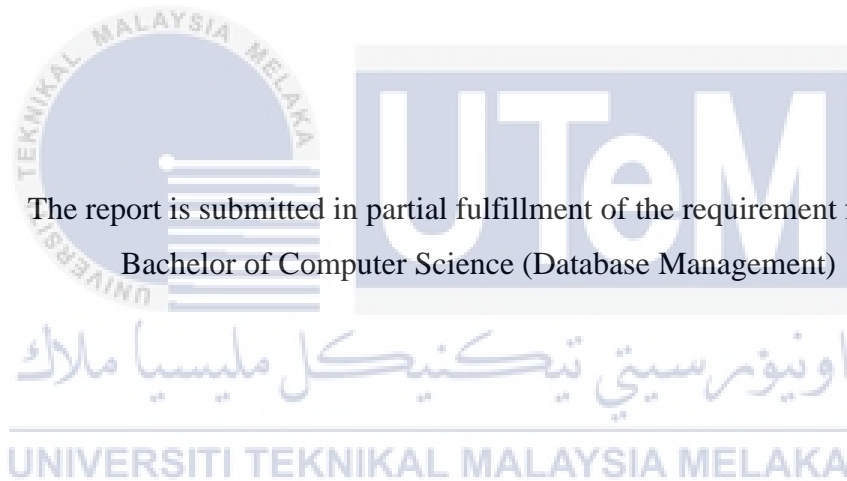 TEKNIKAL MALAYSIA MELAKA
UTeM
The report is submitted in partial fulfillment of the requirement
Bachelor of Computer Science (Database Management)
اونيۏرسيتي تيكنيكل مليسيا ملاك
UNIVERSITI TEKNIKAL MALAYSIA MELAKA